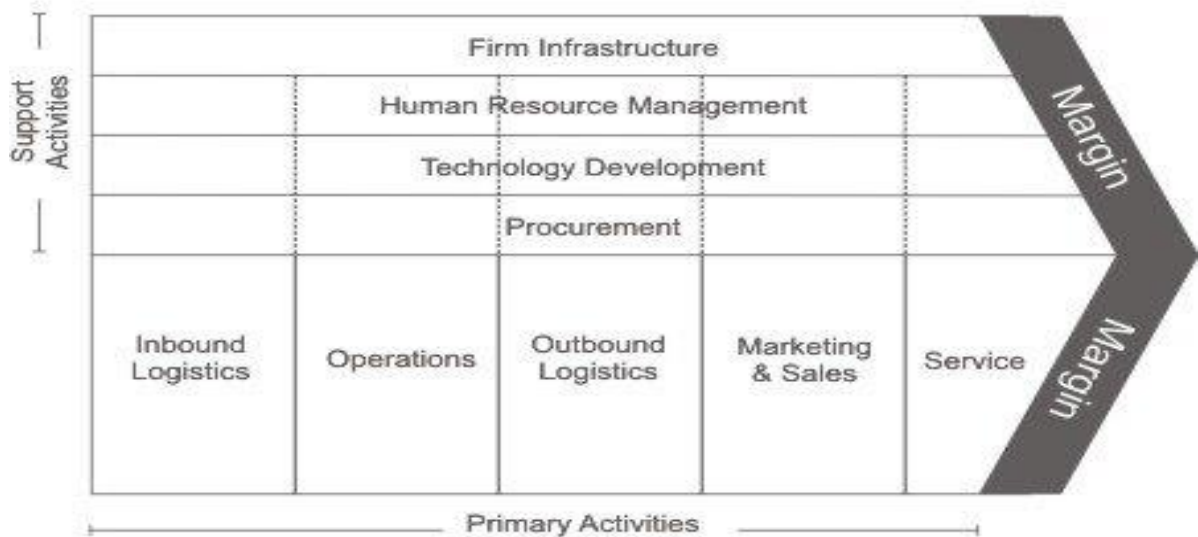 Support
Activities
Firm Infrastructure
Human Resource Management
Technology Development
Procurement
Inbound
Logistics
Operations
Outbound
Logistics
Marketing
& Sales
Service
Margin
Margin
Primary Activities